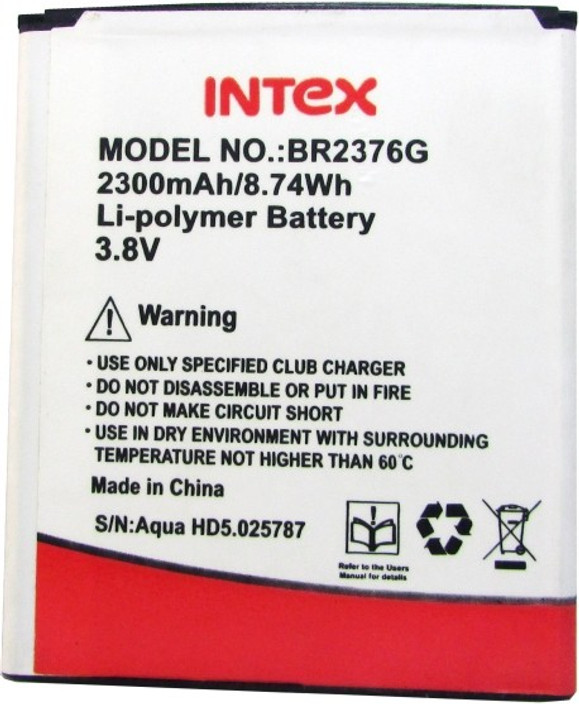 INTEX
MODEL NO.:BR2376G
2300mAh/8.74Wh
Li-polymer Battery
3.8V
Warning
• USE ONLY SPECIFIED CLUB CHARGER
• DO NOT DISASSEMBLE OR PUT IN FIRE
• DO NOT MAKE CIRCUIT SHORT
• USE IN DRY ENVIRONMENT WITH SURROUNDING
TEMPERATURE NOT HIGHER THAN 60°C
Made in China
S/N:Aqua HD5.025787
Refer to the Users
Manual for details